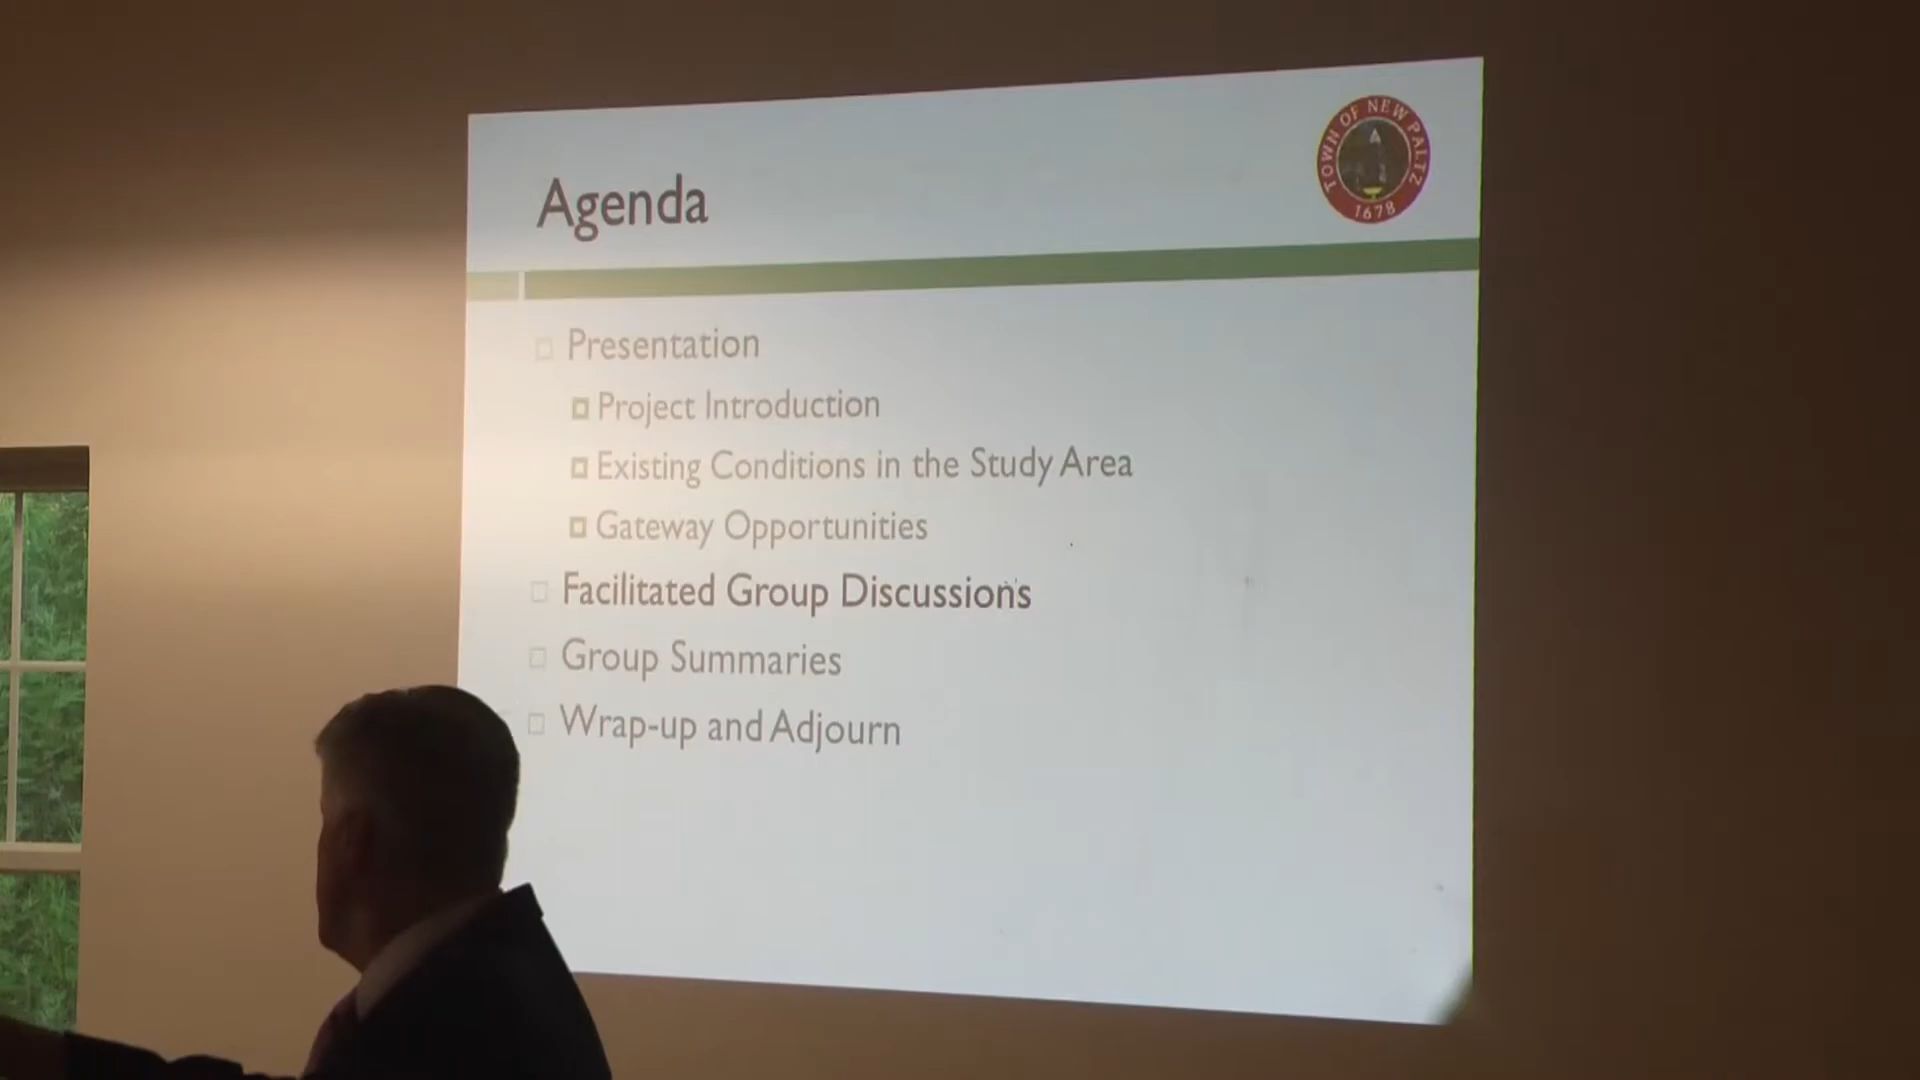 TOWN OF NEW PALTZ
1678
Agenda
Presentation
Project Introduction
Existing Conditions in the Study Area
Gateway Opportunities
Facilitated Group Discussions
Group Summaries
Wrap-up and Adjourn